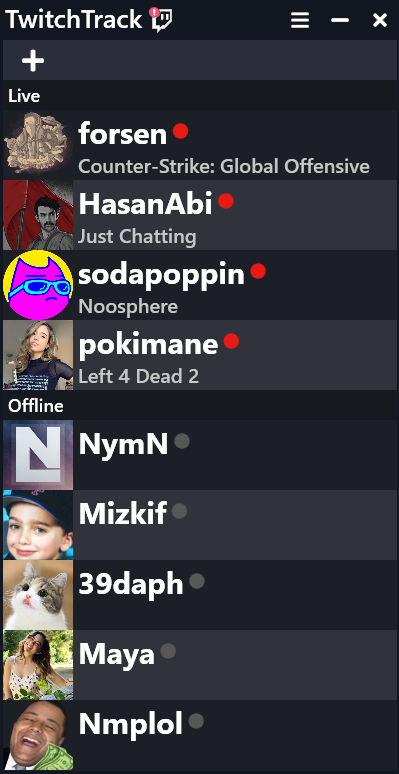 TwitchTrack
Live
forsen
Counter-Strike: Global Offensive
HasanAbi
Just Chatting
sodapoppin
Noosphere
pokimane
Left 4 Dead 2
Offline
NymN
Mizkif
39daph
Maya
Nmplol